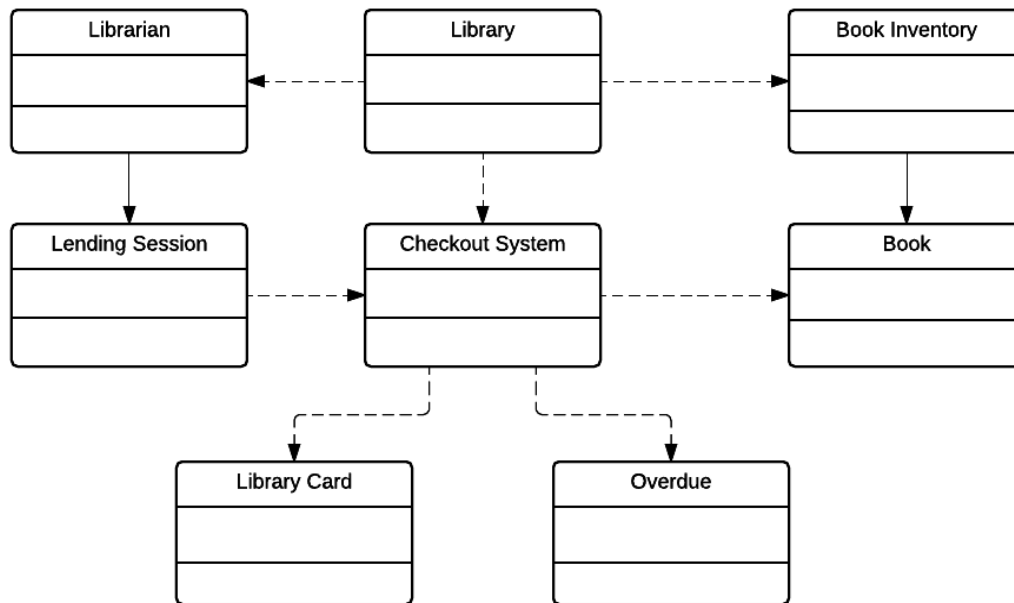 Librarian
Library
Book Inventory
Lending Session
Checkout System
Book
Library Card
Overdue